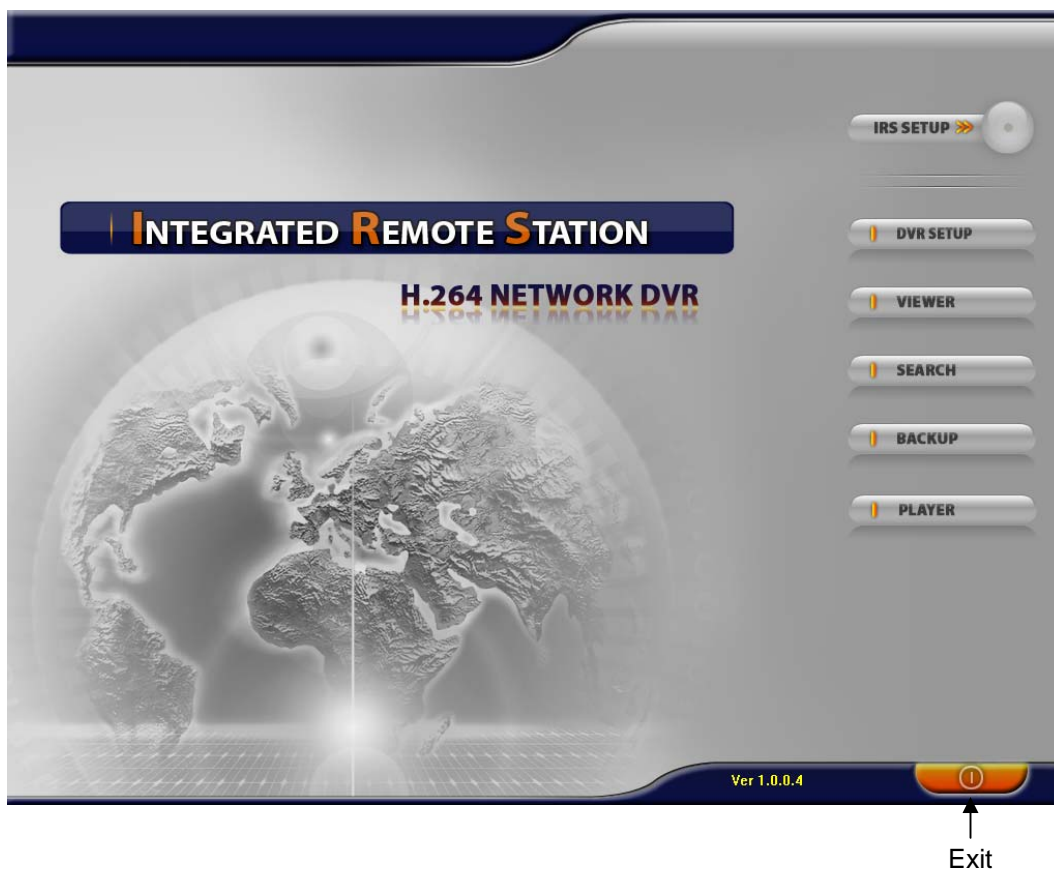 IRS SETUP
INTEGRATED REMOTE STATION
H.264 NETWORK DVR
DVR SETUP
VIEWER
SEARCH
BACKUP
PLAYER
Ver 1.0.0.4
Exit